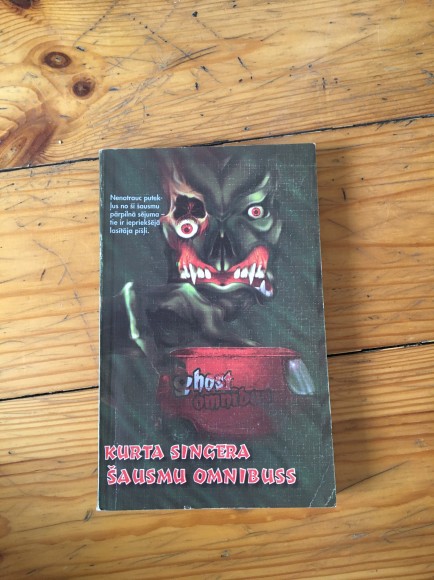 Nenotrauc putek-
ļus no šī šausmu
pārpilnā sējuma –
tie ir iepriekšējā
lasītāja pīšļi.
ghost
omnibus
KURTA SINGERA
ŠAUSMU OMNIBUSS